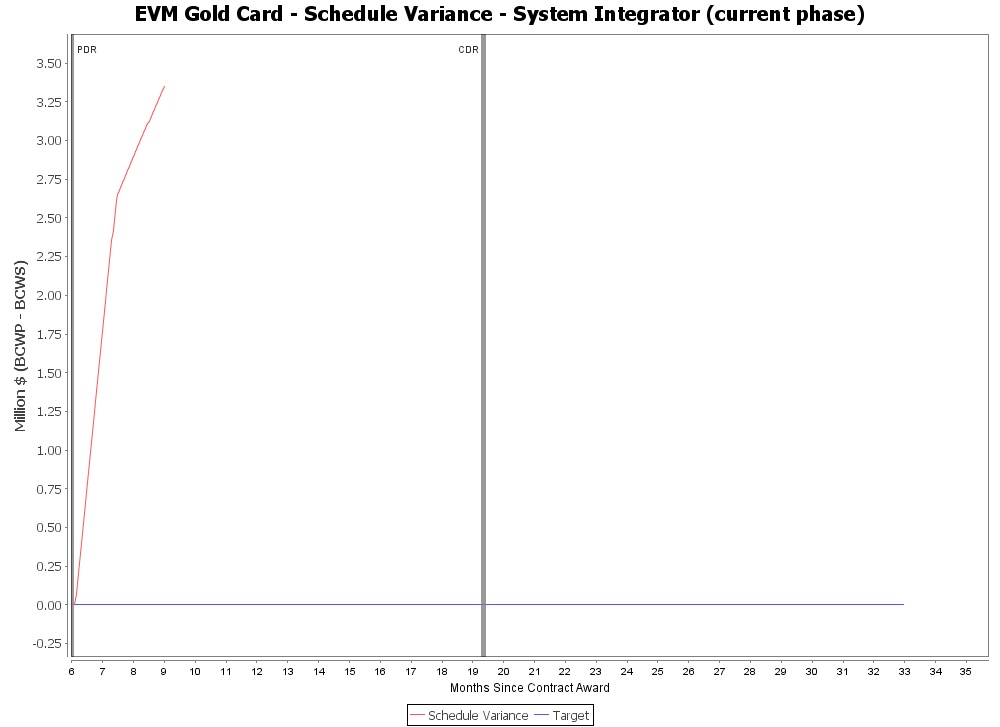 EVM Gold Card - Schedule Variance - System Integrator (current phase)
PDR
CDR
3.50
3.25
3.00
2.75
2.50
2.25
2.00
1.75
1.50
1.25
1.00
0.75
0.50
0.25
0.00
-0.25
Million $ (BCWP - BCWS)
6 7 8 9 10 11 12 13 14 15 16 17 18 19 20 21 22 23 24 25 26 27 28 29 30 31 32 33 34 35
Months Since Contract Award
Schedule Variance Target